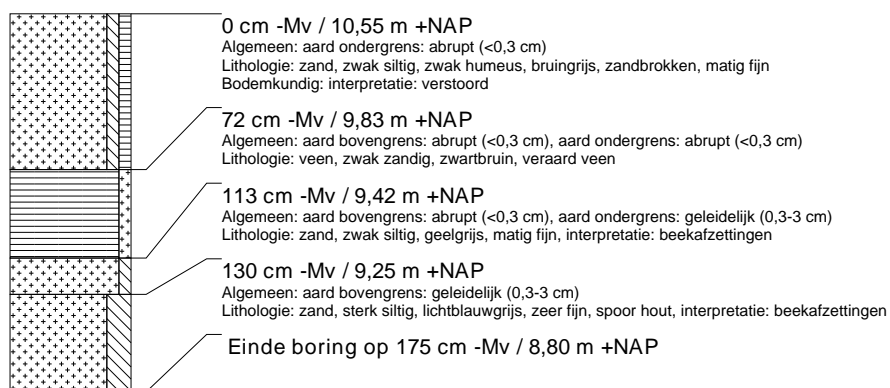 0 cm -Mv / 10,55 m +NAP
Algemeen: aard ondergrens: abrupt (<0,3 cm)
Lithologie: zand, zwak siltig, zwak humeus, bruingrijs, zandbrokken, matig fijn
Bodemkundig: interpretatie: verstoord
72 cm -Mv / 9,83 m +NAP
Algemeen: aard bovengrens: abrupt (<0,3 cm), aard ondergrens: abrupt (<0,3 cm)
Lithologie: veen, zwak zandig, zwartbruin, veraard veen
113 cm -Mv / 9,42 m +NAP
Algemeen: aard bovengrens: abrupt (<0,3 cm), aard ondergrens: geleidelijk (0,3-3 cm)
Lithologie: zand, zwak siltig, geelgrijs, matig fijn, interpretatie: beekafzettingen
130 cm -Mv / 9,25 m +NAP
Algemeen: aard bovengrens: geleidelijk (0,3-3 cm)
Lithologie: zand, sterk siltig, lichtblauwgrijs, zeer fijn, spoor hout, interpretatie: beekafzettingen
Einde boring op 175 cm -Mv / 8,80 m +NAP